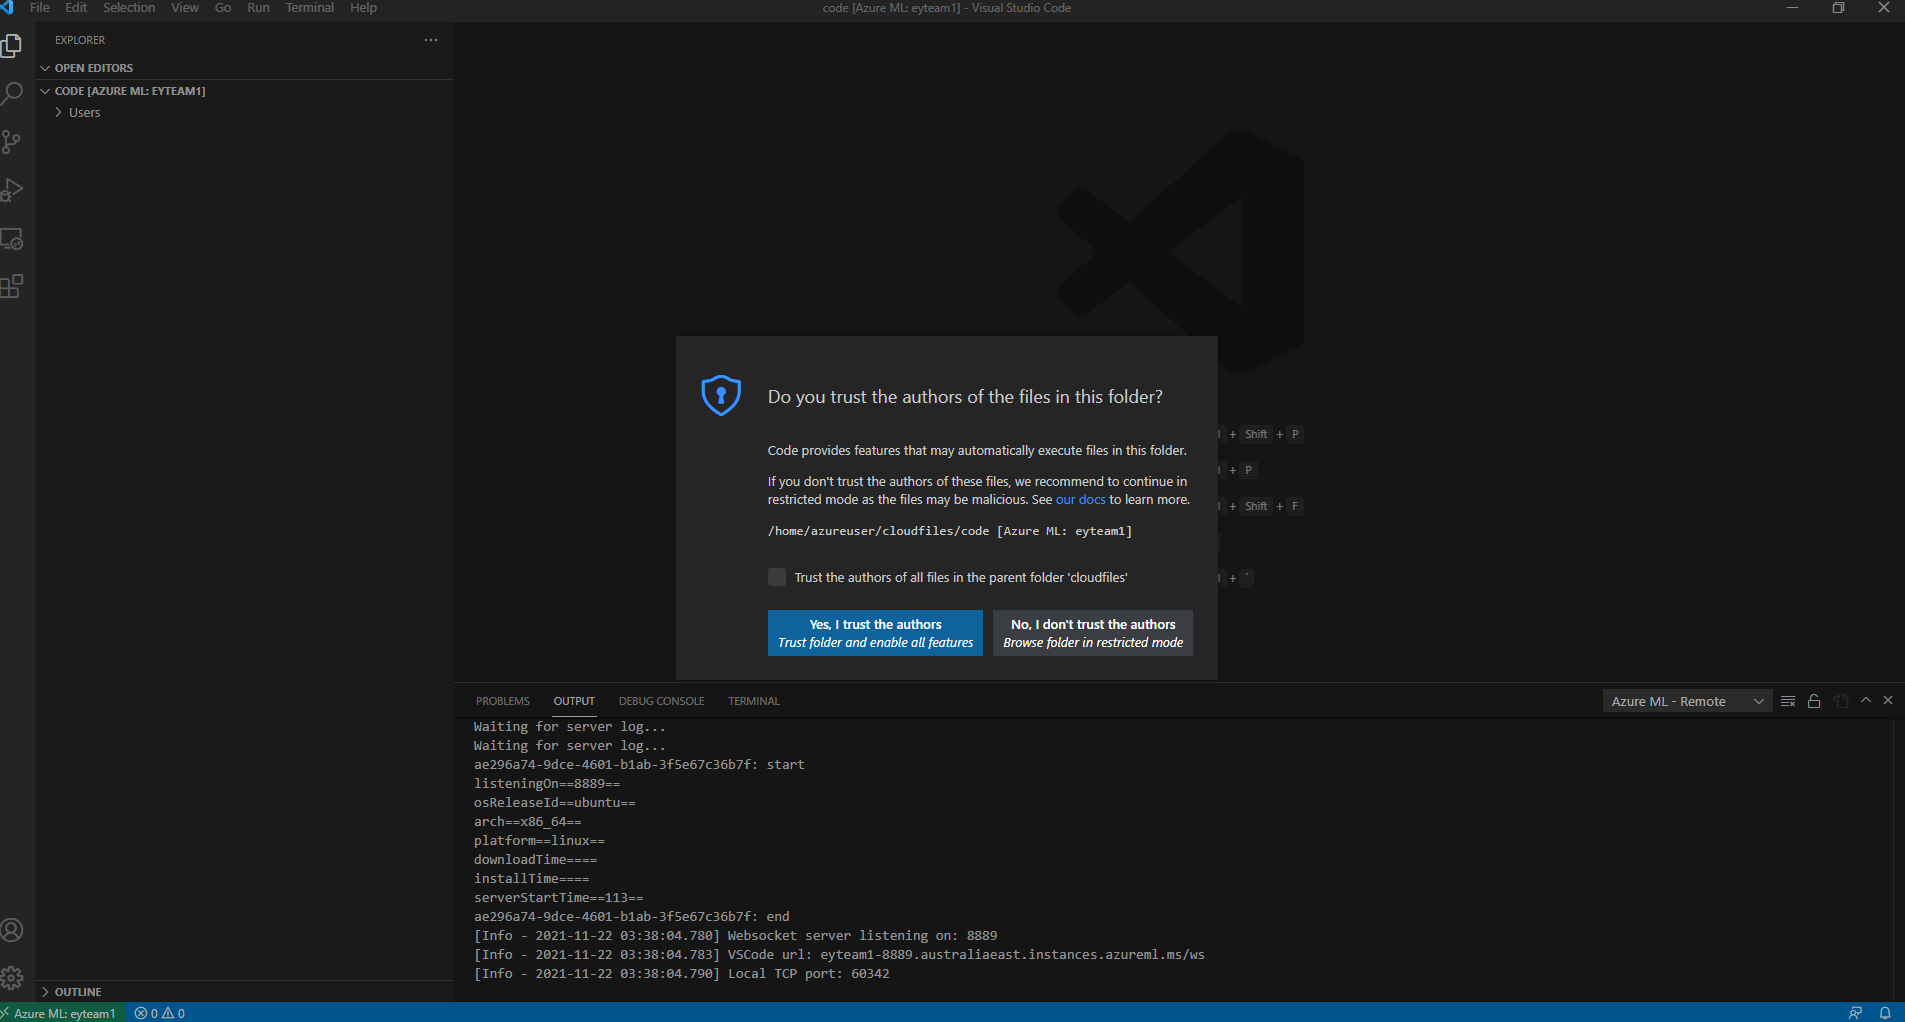 File Edit Selection View Go Run Terminal Help
code [Azure ML: eyteam1] - Visual Studio Code
EXPLORER
OPEN EDITORS
CODE [AZURE ML: EYTEAM1]
Users
Do you trust the authors of the files in this folder?
Code provides features that may automatically execute files in this folder.
If you don't trust the authors of these files, we recommend to continue in
restricted mode as the files may be malicious. See our docs to learn more.
/home/azureuser/cloudfiles/code [Azure ML: eyteam1]
Trust the authors of all files in the parent folder 'cloudfiles'
Yes, I trust the authors
Trust folder and enable all features
No, I don't trust the authors
Browse folder in restricted mode
+ Shift + P
+ P
+ Shift + F
+ `
PROBLEMS OUTPUT DEBUG CONSOLE TERMINAL
Azure ML - Remote
Waiting for server log...
Waiting for server log...
ae296a74-9dce-4601-b1ab-3f5e67c36b7f: start
listeningOn==8889==
osReleaseId==ubuntu==
arch==x86_64==
platform==linux==
downloadTime====
installTime====
serverStartTime==113==
ae296a74-9dce-4601-b1ab-3f5e67c36b7f: end
[Info - 2021-11-22 03:38:04.780] Websocket server listening on: 8889
[Info - 2021-11-22 03:38:04.783] VSCode url: eyteam1-8889.australiaeast.instances.azureml.ms/ws
[Info - 2021-11-22 03:38:04.790] Local TCP port: 60342
OUTLINE
Azure ML: eyteam1 0 0